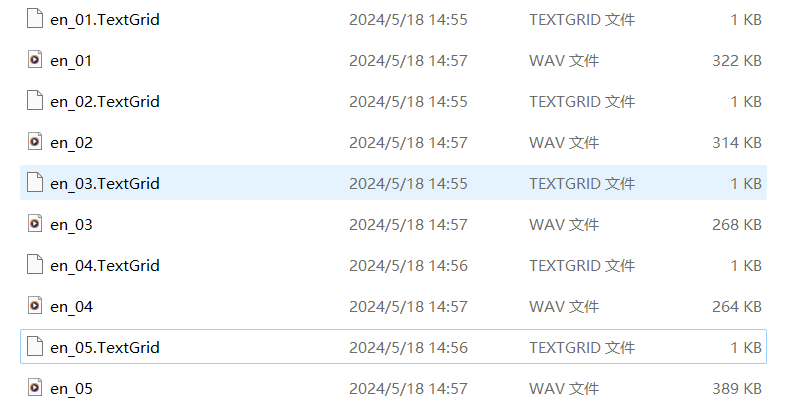 en_01.TextGrid 2024/5/18 14:55 TEXTGRID 文件 1 KB
en_01 2024/5/18 14:57 WAV 文件 322 KB
en_02.TextGrid 2024/5/18 14:55 TEXTGRID 文件 1 KB
en_02 2024/5/18 14:57 WAV 文件 314 KB
en_03.TextGrid 2024/5/18 14:55 TEXTGRID 文件 1 KB
en_03 2024/5/18 14:57 WAV 文件 268 KB
en_04.TextGrid 2024/5/18 14:56 TEXTGRID 文件 1 KB
en_04 2024/5/18 14:57 WAV 文件 264 KB
en_05.TextGrid 2024/5/18 14:56 TEXTGRID 文件 1 KB
en_05 2024/5/18 14:57 WAV 文件 389 KB